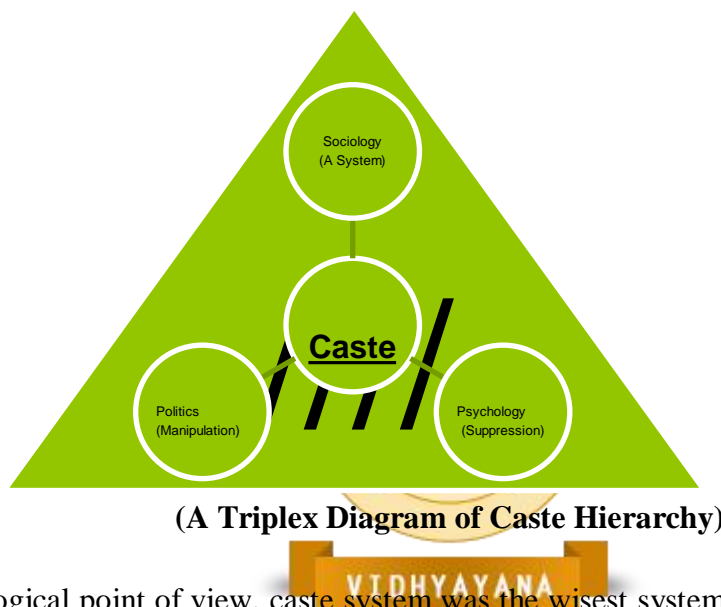 Sociology
(A System)
Caste
Politics
(Manipulation)
Psychology
(Suppression)
(A Triplex Diagram of Caste Hierarchy)
VIDHYAYANA
ogical point of view, caste system was the wisest system